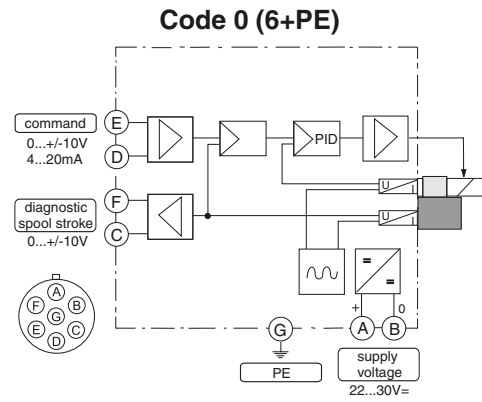 Code 0 (6+PE)
command
0...+/-10V
4...20mA
E
D
PID
diagnostic
spool stroke
0...+/-10V
F
C
U
I
U
I
A
F
B
G
E
C
D
=
=
+
0
G
A
B
PE
supply
voltage
22...30V=